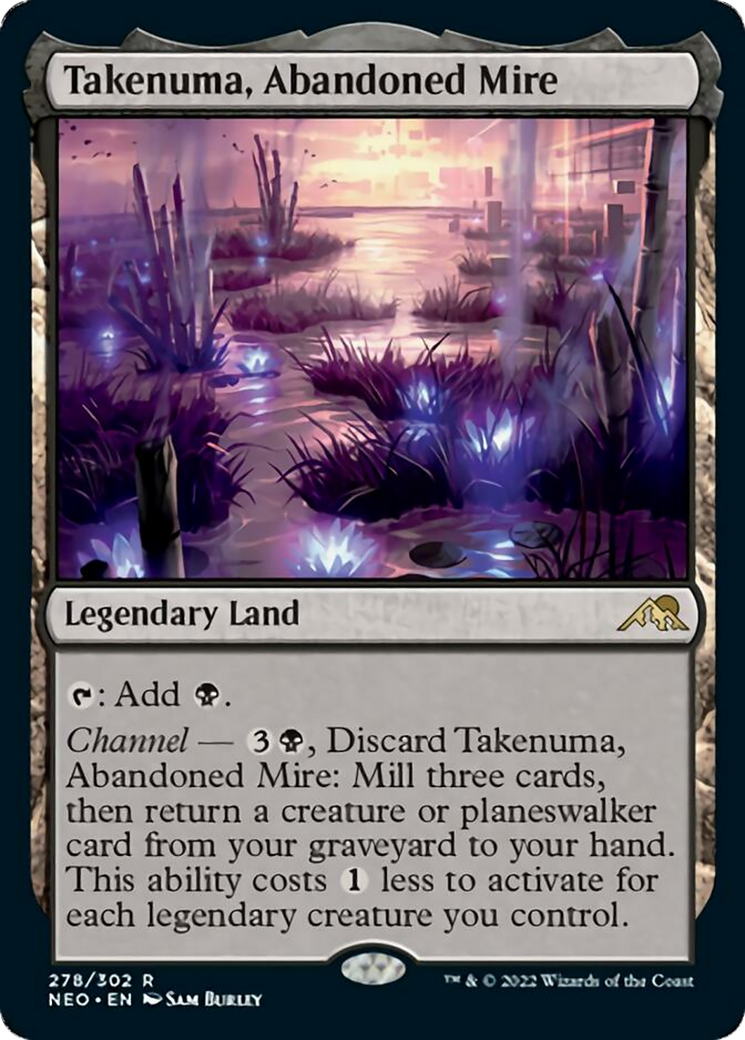 Takenuma, Abandoned Mire
Legendary Land
: Add .
Channel — 3, Discard Takenuma,
Abandoned Mire: Mill three cards,
then return a creature or planeswalker
card from your graveyard to your hand.
This ability costs 1 less to activate for
each legendary creature you control.
278/302 R
NEO • EN Sam Burley
™ & © 2022 Wizards of the Coast